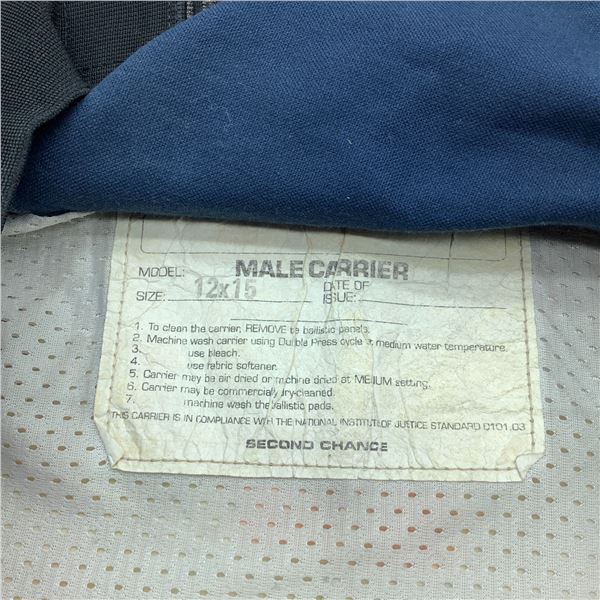 MODEL: MALE CARRIER
SIZE: 12x15 DATE OF ISSUE:
1. To clean the carrier, REMOVE te ballistic panels.
2. Machine wash carrier using Duble Press cycle at medium water temperature.
3. use bleach.
4. use fabric softener.
5. Carrier may be air dried or machine dried at MEDIUM setting.
6. Carrier may be commercially dry-cleaned.
7. machine wash the ballistic pads.
THIS CARRIER IS IN COMPLIANCE WITH THE NATIONAL INSTITUTE OF JUSTICE STANDARD 0101.03
SECOND CHANCE